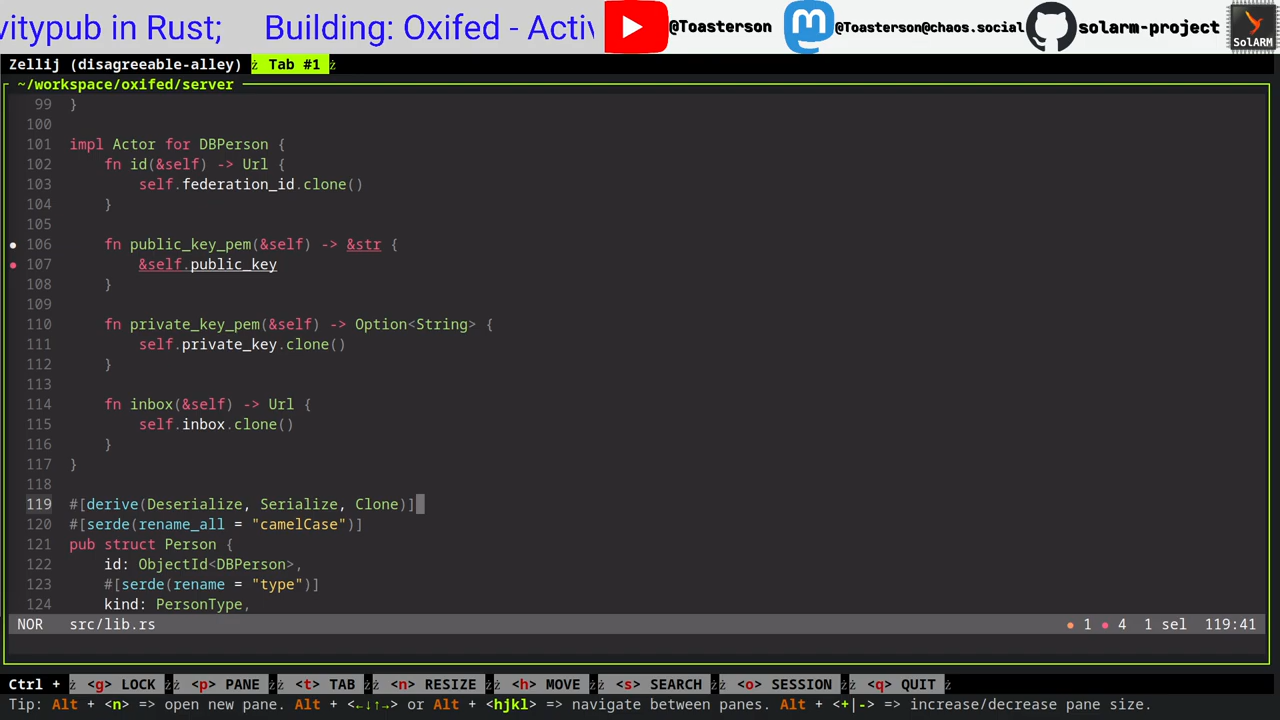 vitypub in Rust;    Building: Oxifed - Activ
@Toasterson @Toasterson@chaos.social solarm-project SolARM
Zellij (disagreeable-alley) ż Tab #1 ż
~/workspace/oxifed/server
99 }
100
101 impl Actor for DBPerson {
102     fn id(&self) -> Url {
103         self.federation_id.clone()
104     }
105
● 106     fn public_key_pem(&self) -> &str {
● 107         &self.public_key
108     }
109
110     fn private_key_pem(&self) -> Option<String> {
111         self.private_key.clone()
112     }
113
114     fn inbox(&self) -> Url {
115         self.inbox.clone()
116     }
117 }
118
119 #[derive(Deserialize, Serialize, Clone)]
120 #[serde(rename_all = "camelCase")]
121 pub struct Person {
122     id: ObjectId<DBPerson>,
123     #[serde(rename = "type")]
124     kind: PersonType,
NOR src/lib.rs ● 1 ● 4 1 sel 119:41
Ctrl + ż <g> LOCK ż <p> PANE ż <t> TAB ż <n> RESIZE ż <h> MOVE ż <s> SEARCH ż <o> SESSION ż <q> QUIT ż
Tip: Alt + <n> => open new pane. Alt + <←↓↑→> or Alt + <hjkl> => navigate between panes. Alt + <+|-> => increase/decrease pane size.